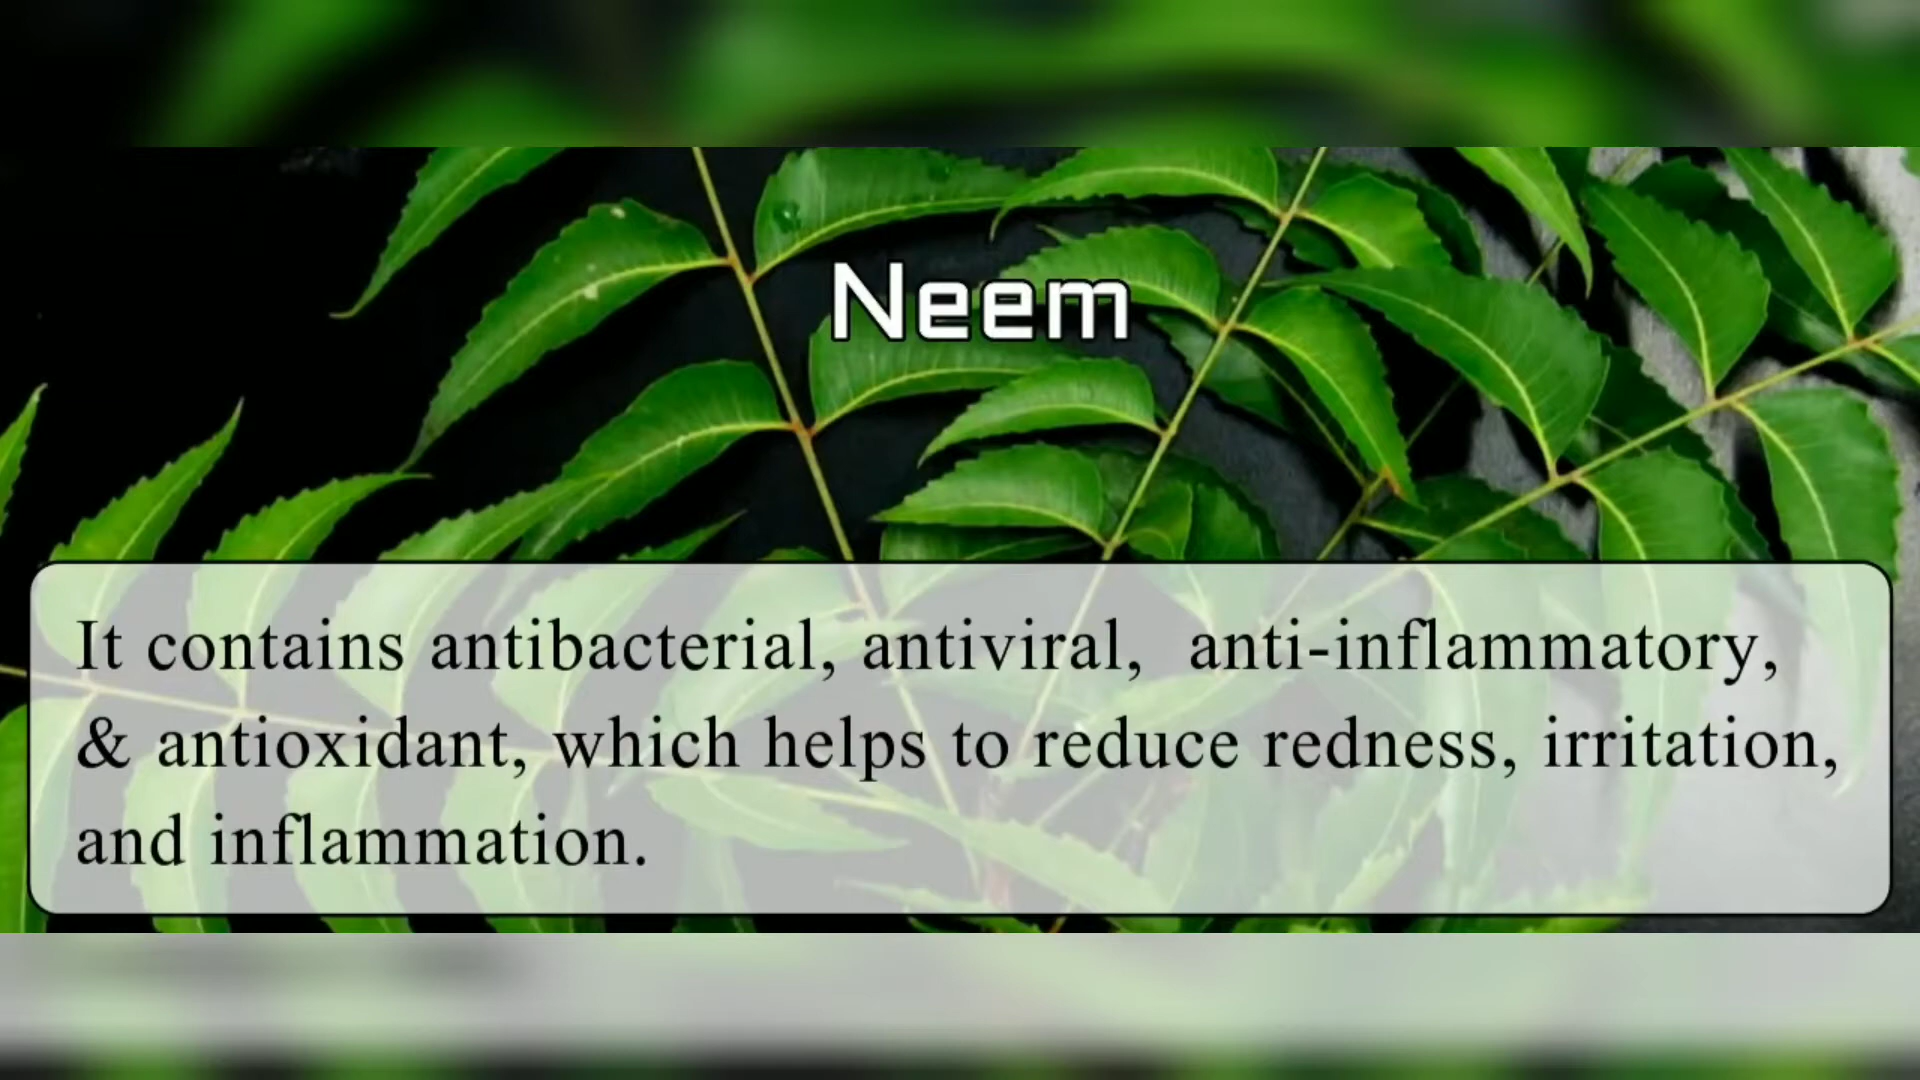 Neem
It contains antibacterial, antiviral,  anti-inflammatory,
& antioxidant, which helps to reduce redness, irritation,
and inflammation.